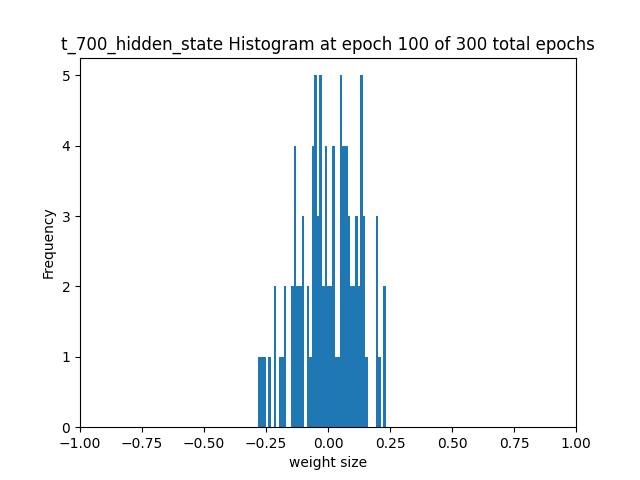 t_700_hidden_state Histogram at epoch 100 of 300 total epochs
5
4
3
2
1
0
Frequency
−1.00 −0.75 −0.50 −0.25 0.00 0.25 0.50 0.75 1.00
weight size